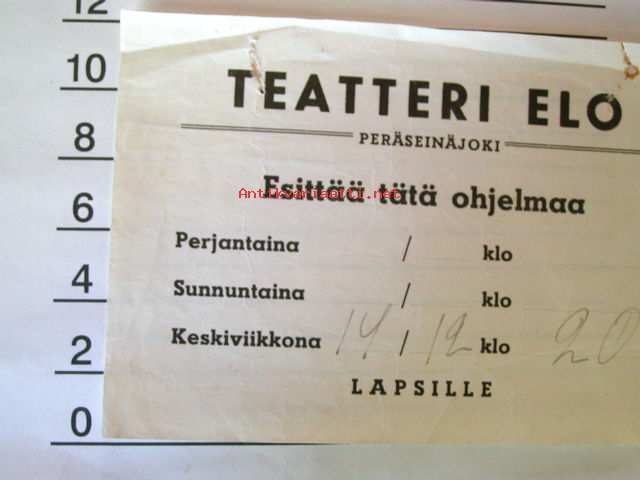 12
10
8
6
4
2
0
TEATTERI ELO
PERÄSEINÄJOKI
Esittää tätä ohjelmaa
Antikvariaatti.net
Perjantaina / klo
Sunnuntaina / klo
Keskiviikkona 14 / 12 klo 20
LAPSILLE